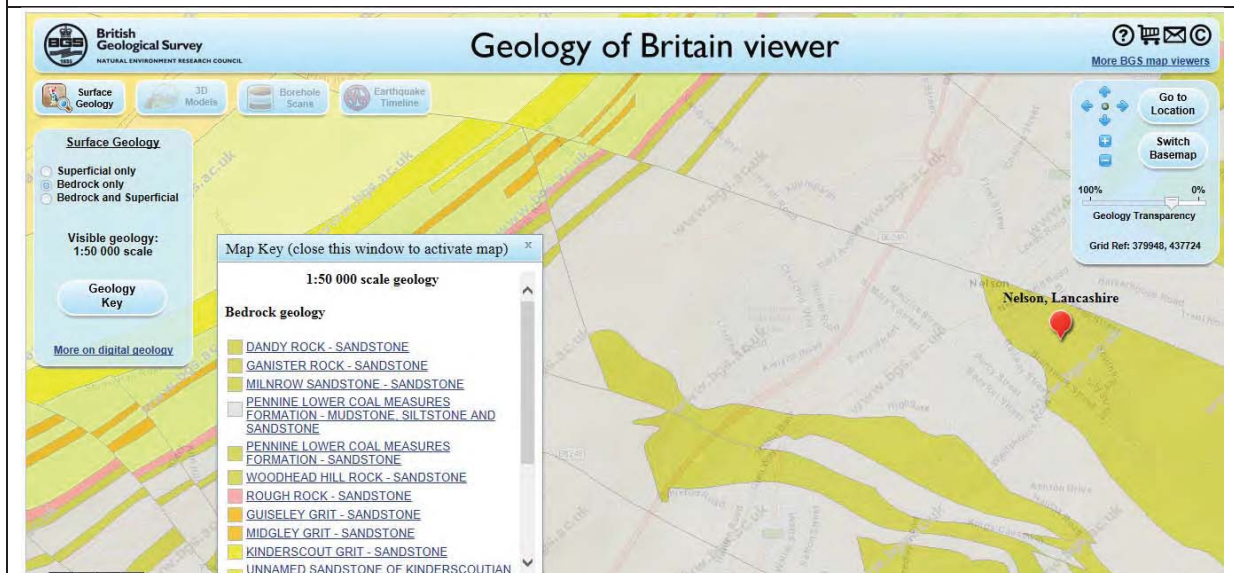 British
Geological Survey
NATURAL ENVIRONMENT RESEARCH COUNCIL
BGS
Geology of Britain viewer
More BGS map viewers
Surface
Geology
3D
Models
Borehole
Scans
Earthquake
Timeline
Go to
Location
Switch
Basemap
100%
0%
Geology Transparency
Grid Ref: 379948, 437724
Surface Geology
Superficial only
Bedrock only
Bedrock and Superficial
Visible geology:
1:50 000 scale
Geology
Key
More on digital geology
Map Key (close this window to activate map)
x
1:50 000 scale geology
Bedrock geology
DANDY ROCK - SANDSTONE
GANISTER ROCK - SANDSTONE
MILNROW SANDSTONE - SANDSTONE
PENNINE LOWER COAL MEASURES
FORMATION - MUDSTONE, SILTSTONE AND
SANDSTONE
PENNINE LOWER COAL MEASURES
FORMATION - SANDSTONE
WOODHEAD HILL ROCK - SANDSTONE
ROUGH ROCK - SANDSTONE
GUISELEY GRIT - SANDSTONE
MIDGLEY GRIT - SANDSTONE
KINDERSCOUT GRIT - SANDSTONE
UNNAMED SANDSTONE OF KINDERSCOUTIAN
Nelson
Nelson, Lancashire
www.bgs.ac.uk